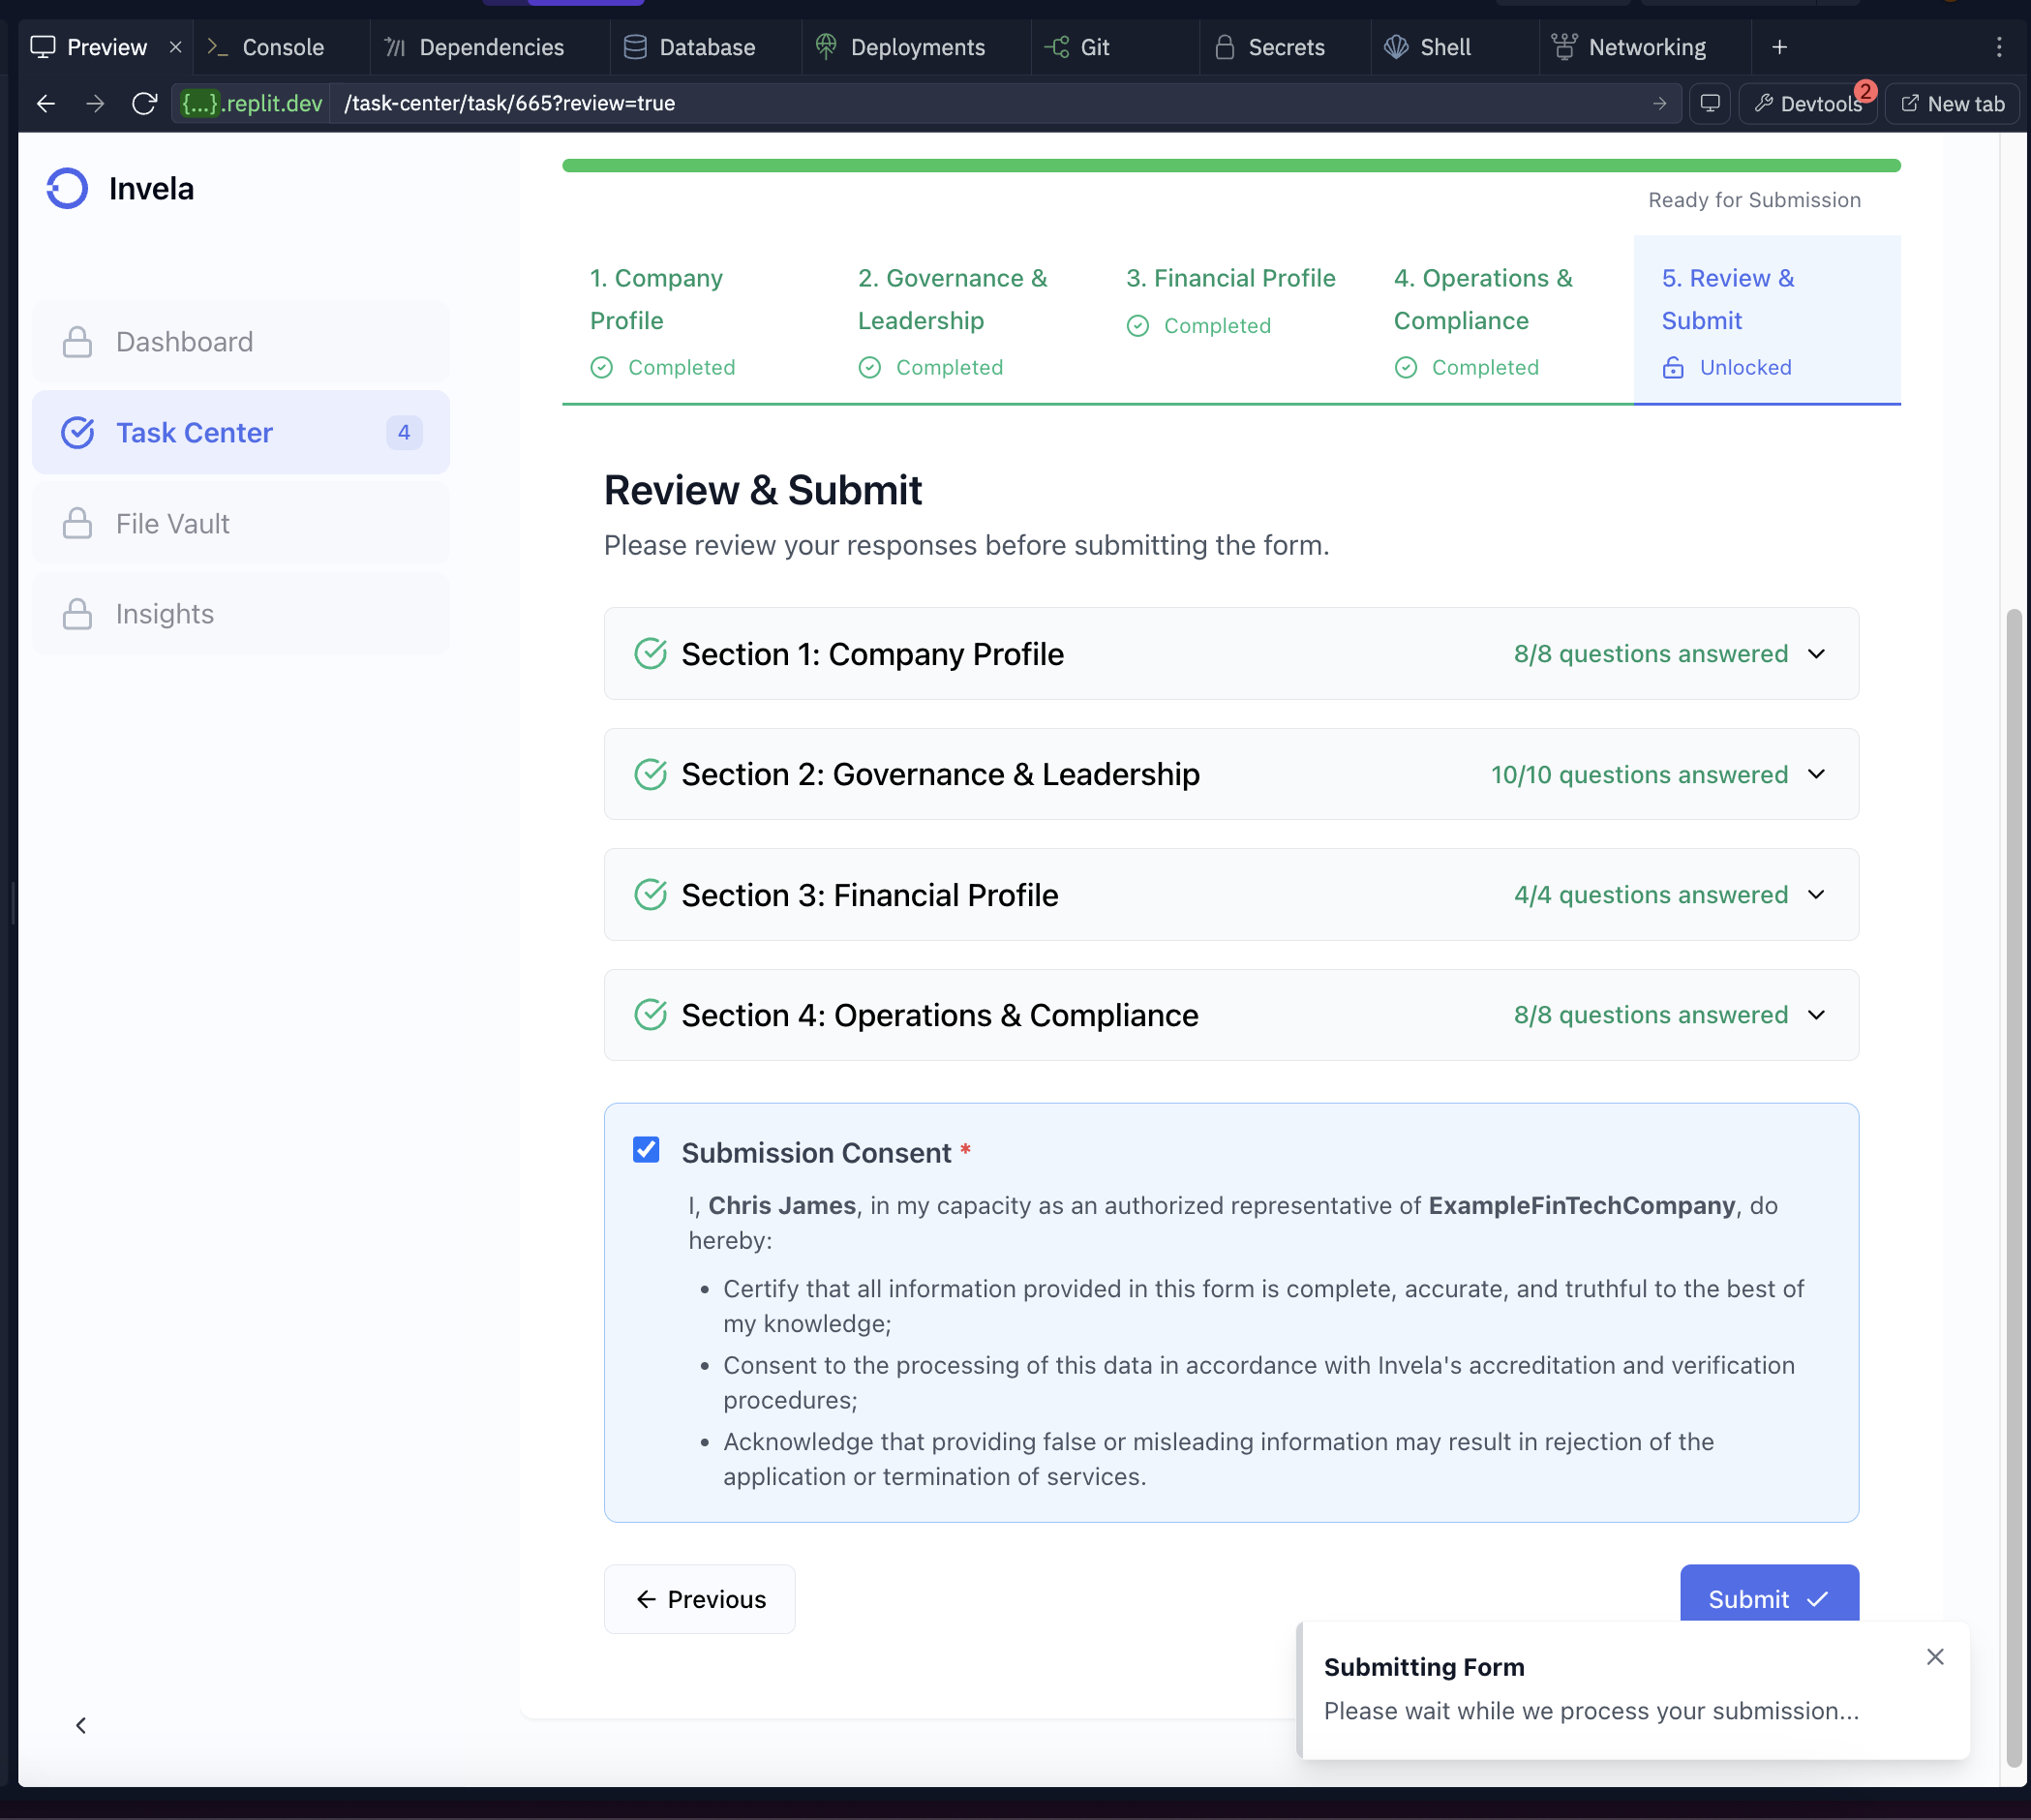 Preview
Console
Dependencies
Database
Deployments
Git
Secrets
Shell
Networking
{...}.replit.dev
/task-center/task/665?review=true
Devtools
2
New tab
Invela
Dashboard
Task Center
4
File Vault
Insights
Ready for Submission
1. Company
Profile
Completed
2. Governance &
Leadership
Completed
3. Financial Profile
Completed
4. Operations &
Compliance
Completed
5. Review &
Submit
Unlocked
Review & Submit
Please review your responses before submitting the form.
Section 1: Company Profile
8/8 questions answered
Section 2: Governance & Leadership
10/10 questions answered
Section 3: Financial Profile
4/4 questions answered
Section 4: Operations & Compliance
8/8 questions answered
Submission Consent *
I, Chris James, in my capacity as an authorized representative of ExampleFinTechCompany, do
hereby:
• Certify that all information provided in this form is complete, accurate, and truthful to the best of
my knowledge;
• Consent to the processing of this data in accordance with Invela's accreditation and verification
procedures;
• Acknowledge that providing false or misleading information may result in rejection of the
application or termination of services.
Previous
Submit
Submitting Form
Please wait while we process your submission...